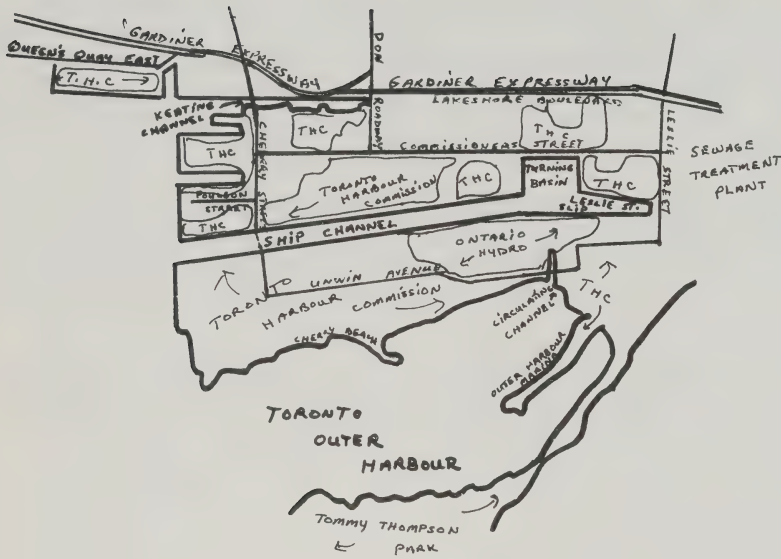 GARDINER
EXPRESSWAY
QUEEN'S QUAY EAST
T.H.C
DON
ROADWAY
GARDINER EXPRESSWAY
LAKESHORE BOULEVARD
KEATING
CHANNEL
THC
THC
THC
CHERRY STREET
COMMISSIONERS
STREET
LESLIE STREET
SEWAGE
TREATMENT
PLANT
TORONTO
HARBOUR
COMMISSION
THC
TURNING
BASIN
THC
POULSON
STREET
THC
LESLIE ST.
SLIP
SHIP CHANNEL
ONTARIO
HYDRO
UNWIN AVENUE
TORONTO
HARBOUR COMMISSION
THC
CIRCULATING
CHANNEL
CHERRY BEACH
OUTER HARBOUR
MARINA
TORONTO
OUTER
HARBOUR
TOMMY THOMPSON
PARK